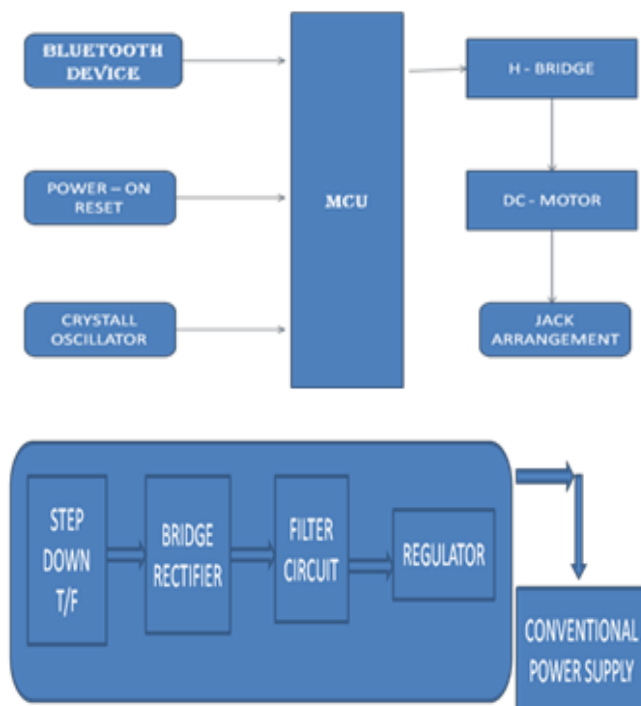 BLUETOOTH
DEVICE
POWER – ON
RESET
CRYSTALL
OSCILLATOR
MCU
H - BRIDGE
DC - MOTOR
JACK
ARRANGEMENT
STEP
DOWN
T/F
BRIDGE
RECTIFIER
FILTER
CIRCUIT
REGULATOR
CONVENTIONAL
POWER SUPPLY